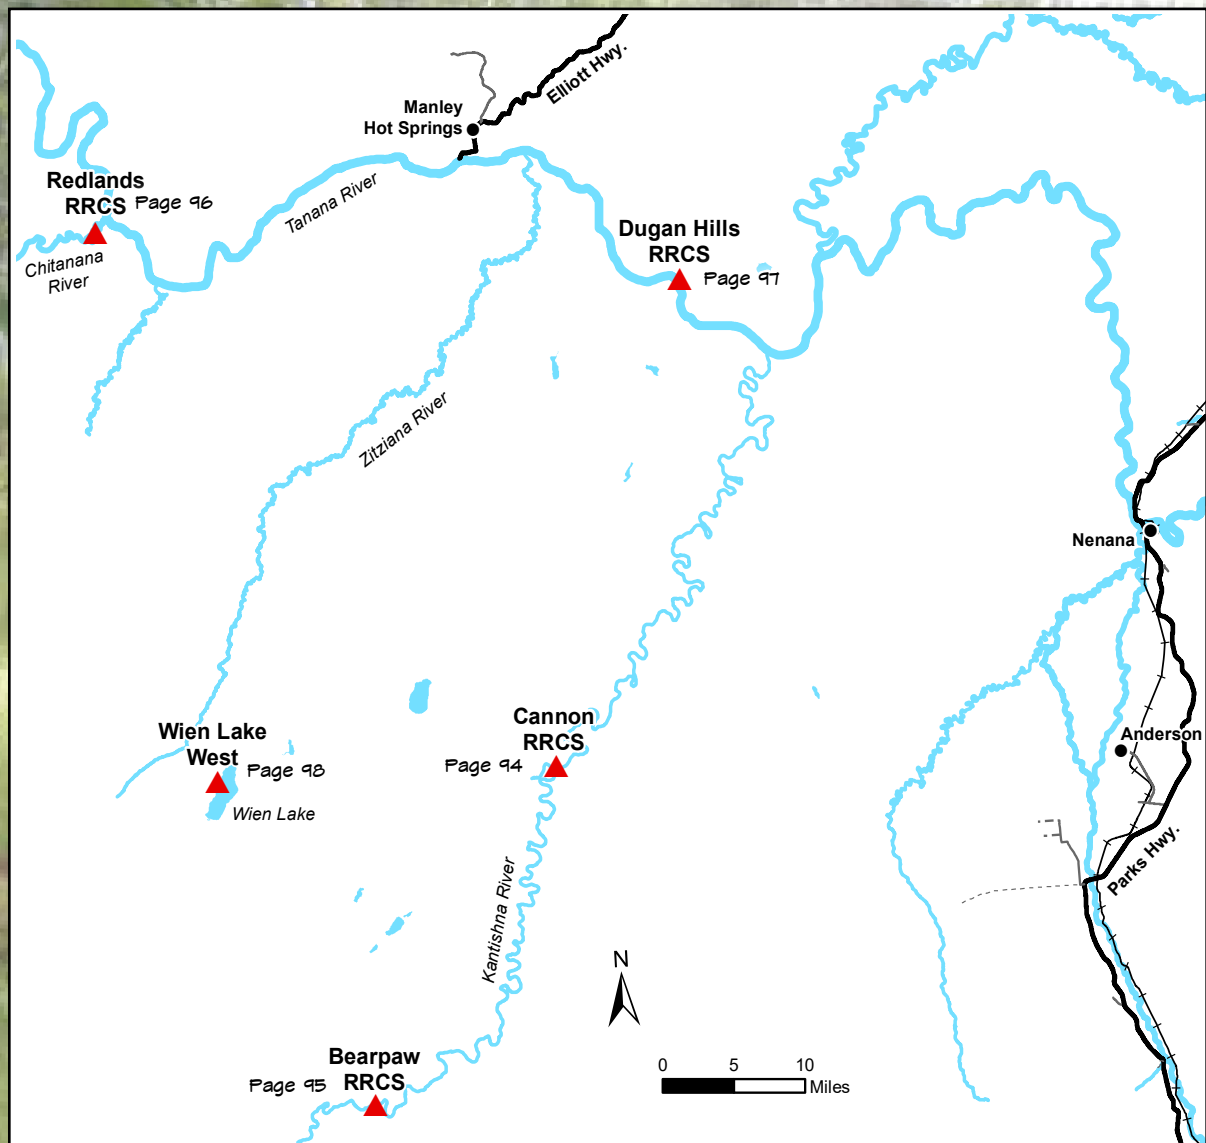 Elliott Hwy.
Manley
Hot Springs
Redlands
RRCS
Page 96
Tanana River
Chitanana
River
Dugan Hills
RRCS
Page 97
Zitziana River
Nenana
Wien Lake
West
Page 98
Wien Lake
Cannon
RRCS
Page 94
Anderson
Parks Hwy.
Kantishna River
N
Bearpaw
RRCS
Page 95
0 5 10
Miles